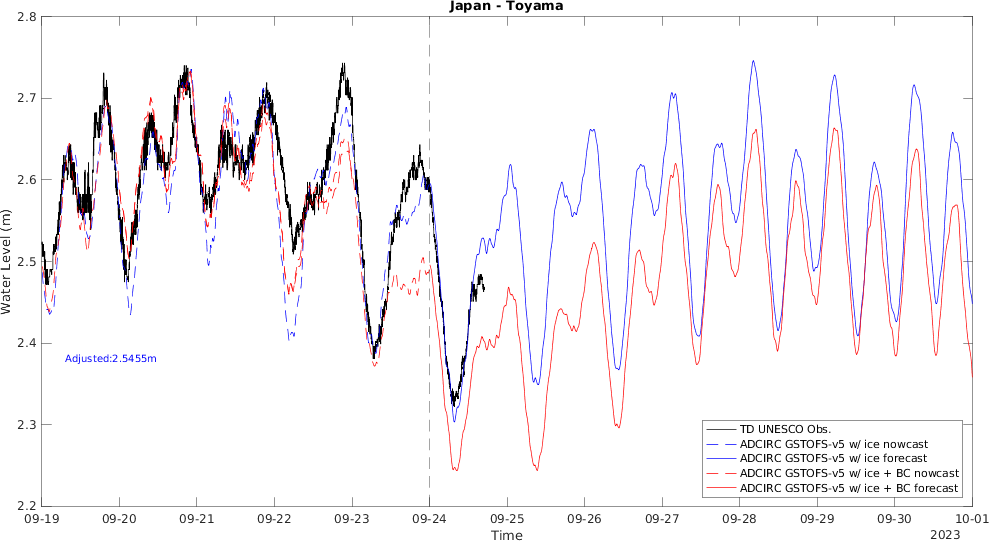 Japan - Toyama
Water Level (m)
2.8
2.7
2.6
2.5
2.4
2.3
2.2
Adjusted:2.5455m
TD UNESCO Obs.
ADCIRC GSTOFS-v5 w/ ice nowcast
ADCIRC GSTOFS-v5 w/ ice forecast
ADCIRC GSTOFS-v5 w/ ice + BC nowcast
ADCIRC GSTOFS-v5 w/ ice + BC forecast
09-19 09-20 09-21 09-22 09-23 09-24 09-25 09-26 09-27 09-28 09-29 09-30 10-01
Time
2023